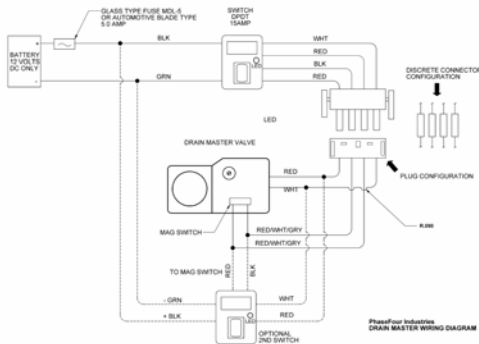 GLASS TYPE FUSE MDL-5
OR AUTOMOTIVE BLADE TYPE
5.0 AMP
SWITCH
DPDT
15AMP
BLK
WHT
RED
BLK
RED
+
BATTERY
12 VOLTS
DC ONLY
-
GRN
LED
DISCRETE CONNECTOR
CONFIGURATION
LED
DRAIN MASTER VALVE
RED
WHT
PLUG CONFIGURATION
MAG SWITCH
RED/WHT/GRY
RED/WHT/GRY
TO MAG SWITCH
RED
BLK
- GRN
WHT
+ BLK
LED
RED
OPTIONAL
2ND SWITCH
PhaseFour Industries
DRAIN MASTER WIRING DIAGRAM